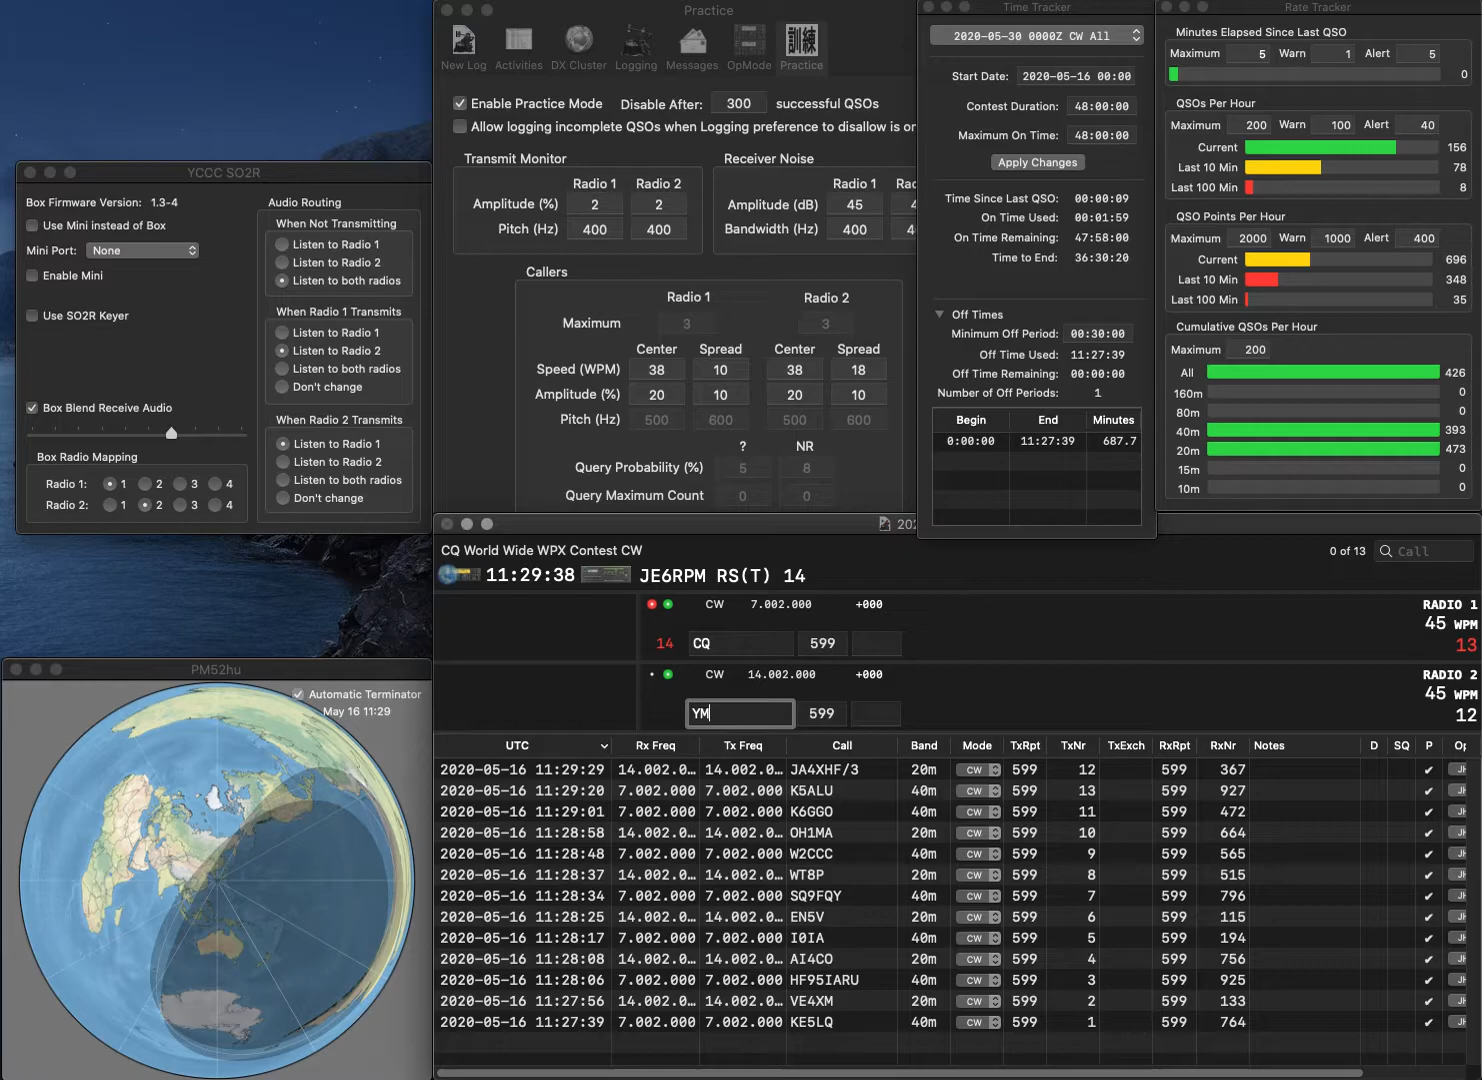 YCCC SO2R
Box Firmware Version: 1.3-4
Use Mini instead of Box
Mini Port: None
Enable Mini
Use SO2R Keyer
Box Blend Receive Audio
Box Radio Mapping
Radio 1: 1 2 3 4
Radio 2: 1 2 3 4
Audio Routing
When Not Transmitting
Listen to Radio 1
Listen to Radio 2
Listen to both radios
When Radio 1 Transmits
Listen to Radio 1
Listen to Radio 2
Listen to both radios
Don't change
When Radio 2 Transmits
Listen to Radio 1
Listen to Radio 2
Listen to both radios
Don't change
Practice
New Log Activities DX Cluster Logging Messages OpMode 訓練 Practice
Enable Practice Mode Disable After: 300 successful QSOs
Allow logging incomplete QSOs when Logging preference to disallow is or
Transmit Monitor
Radio 1 Radio 2
Amplitude (%) 2 2
Pitch (Hz) 400 400
Receiver Noise
Radio 1
Amplitude (dB) 45
Bandwidth (Hz) 400
Callers
Radio 1 Radio 2
Maximum 3 3
Center Spread Center Spread
Speed (WPM) 38 10 38 18
Amplitude (%) 20 10 20 10
Pitch (Hz) 500 600 500 600
? NR
Query Probability (%) 5 8
Query Maximum Count 0 0
Time Tracker
2020-05-30 0000Z CW All
Start Date: 2020-05-16 00:00
Contest Duration: 48:00:00
Maximum On Time: 48:00:00
Apply Changes
Time Since Last QSO: 00:00:09
On Time Used: 00:01:59
On Time Remaining: 47:58:00
Time to End: 36:30:20
Off Times
Minimum Off Period: 00:30:00
Off Time Used: 11:27:39
Off Time Remaining: 00:00:00
Number of Off Periods: 1
Begin End Minutes
0:00:00 11:27:39 687.7
Rate Tracker
Minutes Elapsed Since Last QSO
Maximum 5 Warn 1 Alert 5
0
QSOs Per Hour
Maximum 200 Warn 100 Alert 40
Current 156
Last 10 Min 78
Last 100 Min 8
QSO Points Per Hour
Maximum 2000 Warn 1000 Alert 400
Current 696
Last 10 Min 348
Last 100 Min 35
Cumulative QSOs Per Hour
Maximum 200
All 426
160m 0
80m 0
40m 393
20m 473
15m 0
10m 0
PM52hu
Automatic Terminator
May 16 11:29
202
CQ World Wide WPX Contest CW 0 of 13 Call
11:29:38 JE6RPM RS(T) 14
CW 7.002.000 +000 RADIO 1
45 WPM
14 CQ 599 13
CW 14.002.000 +000 RADIO 2
45 WPM
YM 599 12
UTC Rx Freq Tx Freq Call Band Mode TxRpt TxNr TxExch RxRpt RxNr Notes D SQ P Op
2020-05-16 11:29:29 14.002.0… 14.002.0… JA4XHF/3 20m CW 599 12 599 367 ✔ JH
2020-05-16 11:29:20 7.002.000 7.002.000 K5ALU 40m CW 599 13 599 927 ✔ JH
2020-05-16 11:29:01 7.002.000 7.002.000 K6GGO 40m CW 599 11 599 472 ✔ JH
2020-05-16 11:28:58 14.002.0… 14.002.0… OH1MA 20m CW 599 10 599 664 ✔ JH
2020-05-16 11:28:48 7.002.000 7.002.000 W2CCC 40m CW 599 9 599 565 ✔ JH
2020-05-16 11:28:37 14.002.0… 14.002.0… WT8P 20m CW 599 8 599 515 ✔ JH
2020-05-16 11:28:34 7.002.000 7.002.000 SQ9FQY 40m CW 599 7 599 796 ✔ JH
2020-05-16 11:28:25 14.002.0… 14.002.0… EN5V 20m CW 599 6 599 115 ✔ JH
2020-05-16 11:28:17 7.002.000 7.002.000 I0IA 40m CW 599 5 599 194 ✔ JH
2020-05-16 11:28:08 14.002.0… 14.002.0… AI4CO 20m CW 599 4 599 756 ✔ JH
2020-05-16 11:28:06 7.002.000 7.002.000 HF95IARU 40m CW 599 3 599 925 ✔ JH
2020-05-16 11:27:56 14.002.0… 14.002.0… VE4XM 20m CW 599 2 599 133 ✔ JH
2020-05-16 11:27:39 7.002.000 7.002.000 KE5LQ 40m CW 599 1 599 764 ✔ JH